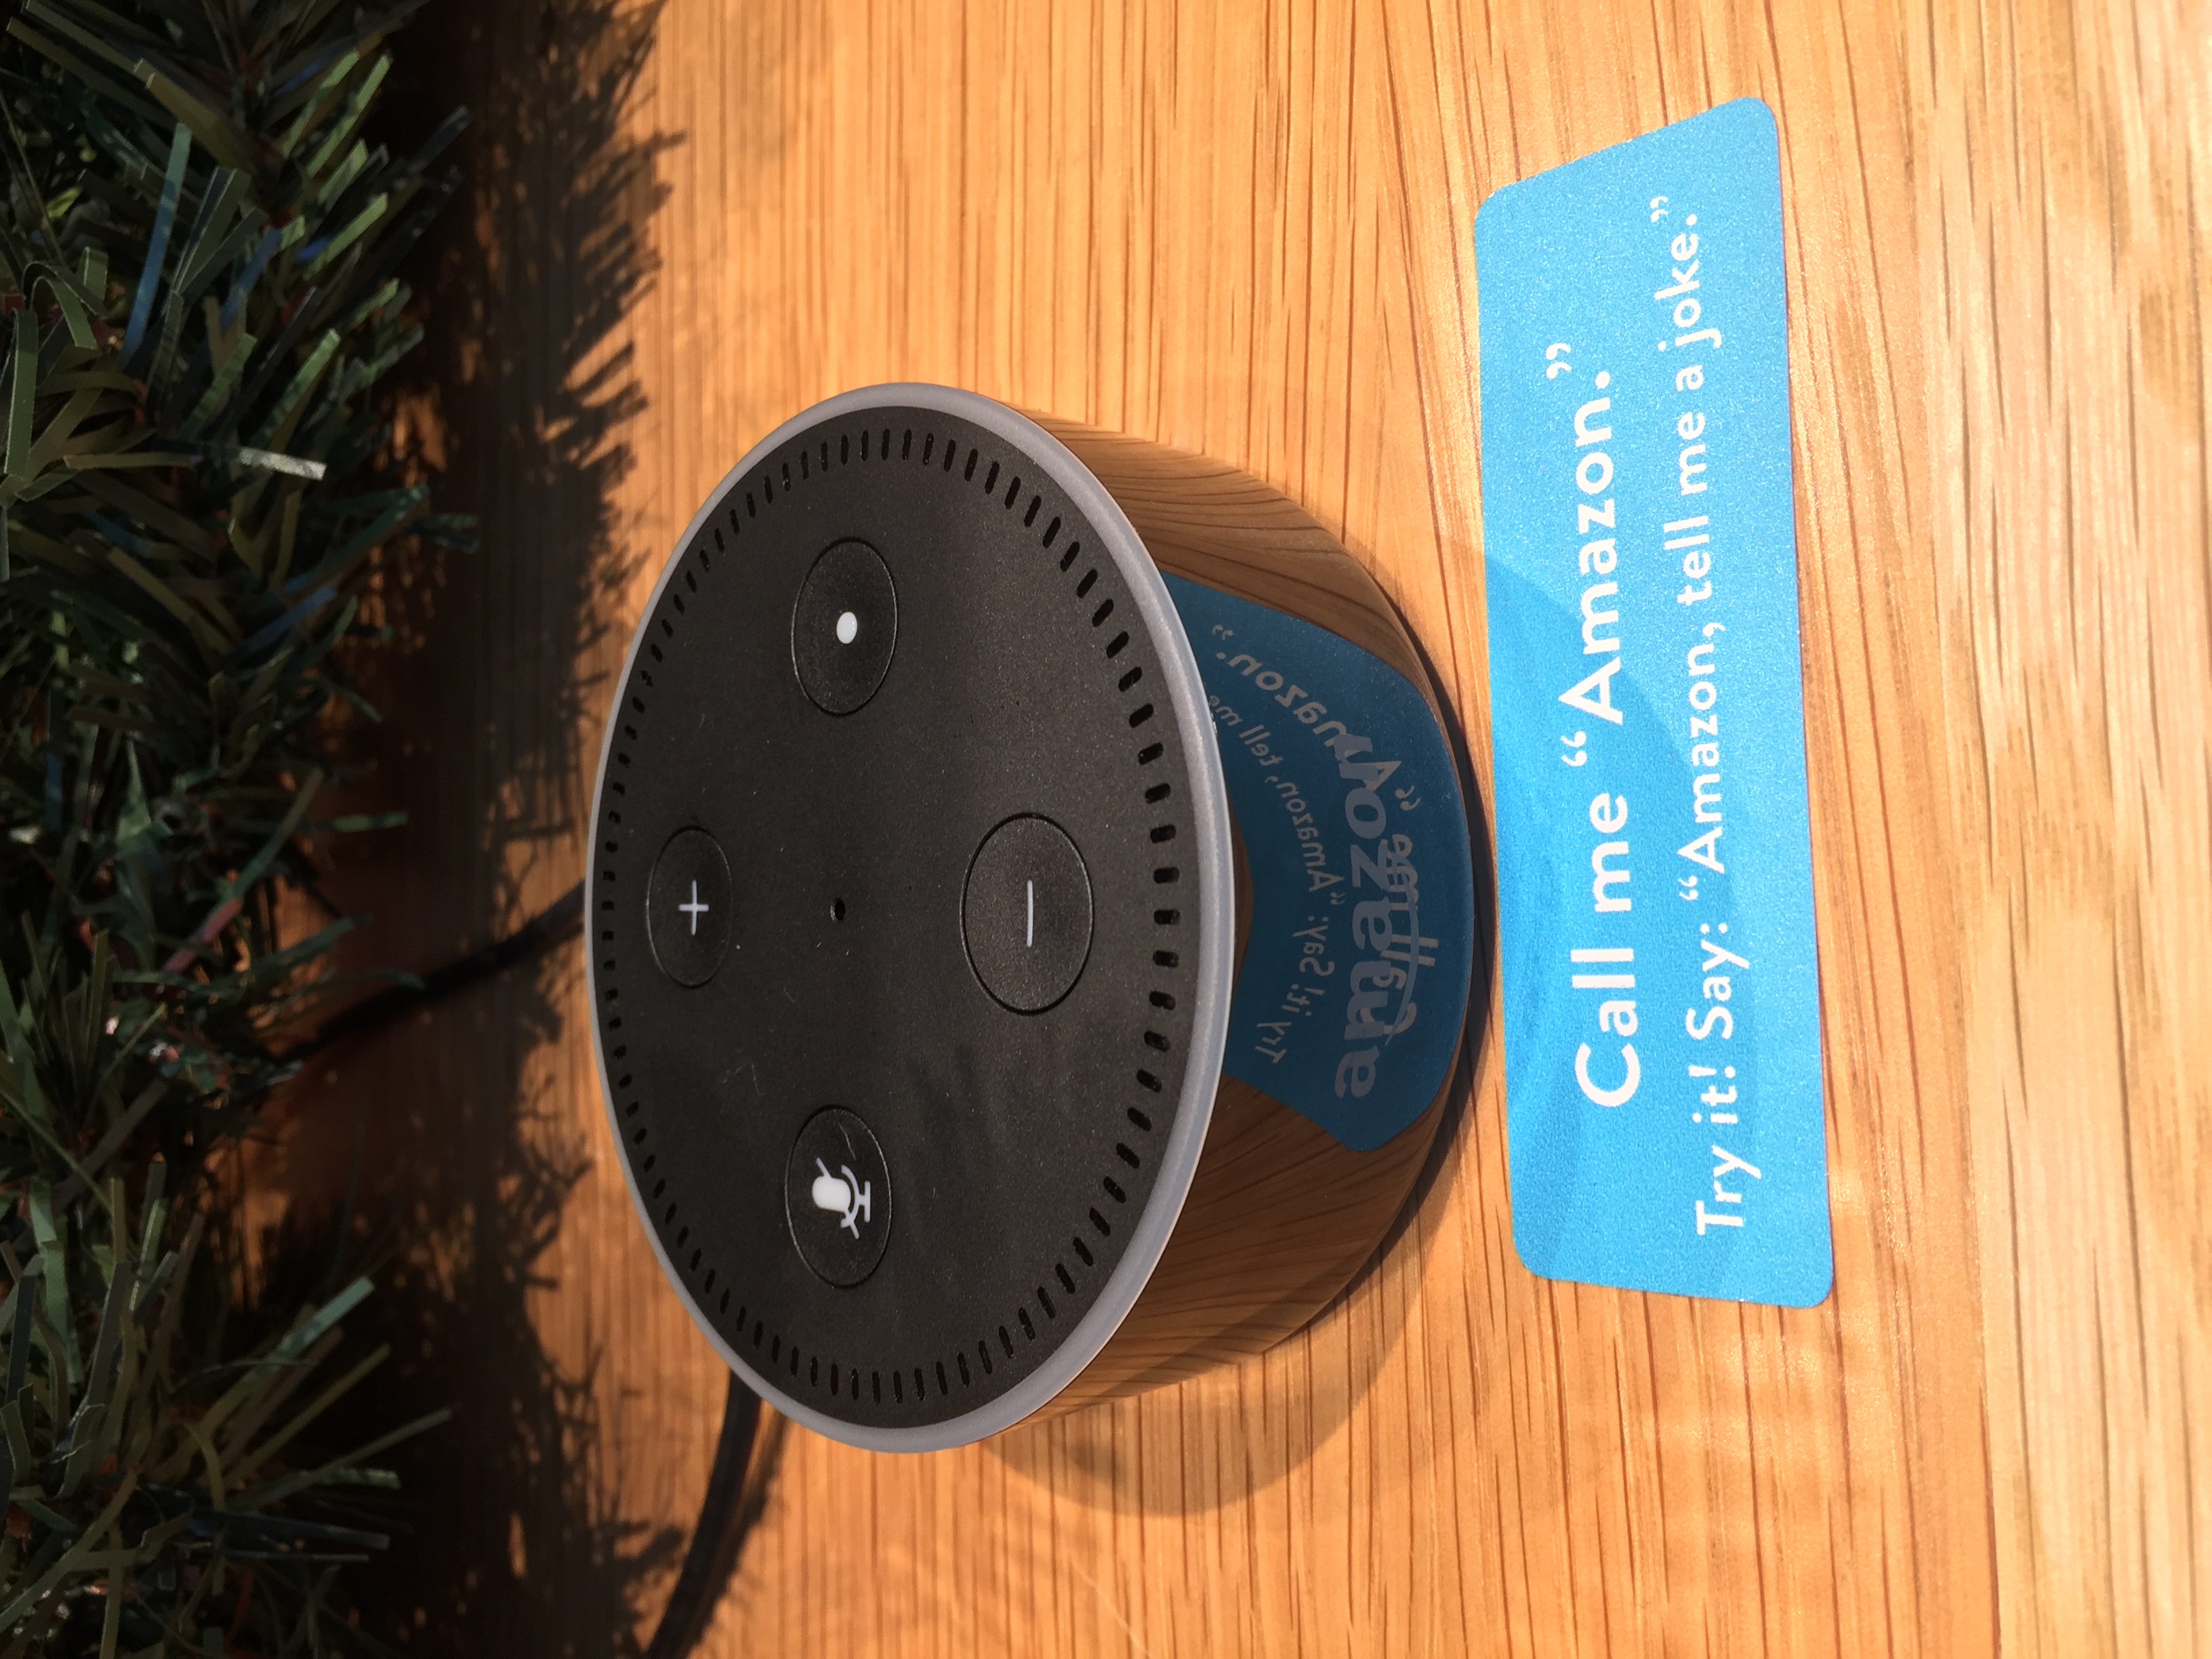 amazon
Call me “Amazon.”
Try it! Say: “Amazon, tell me a joke.”